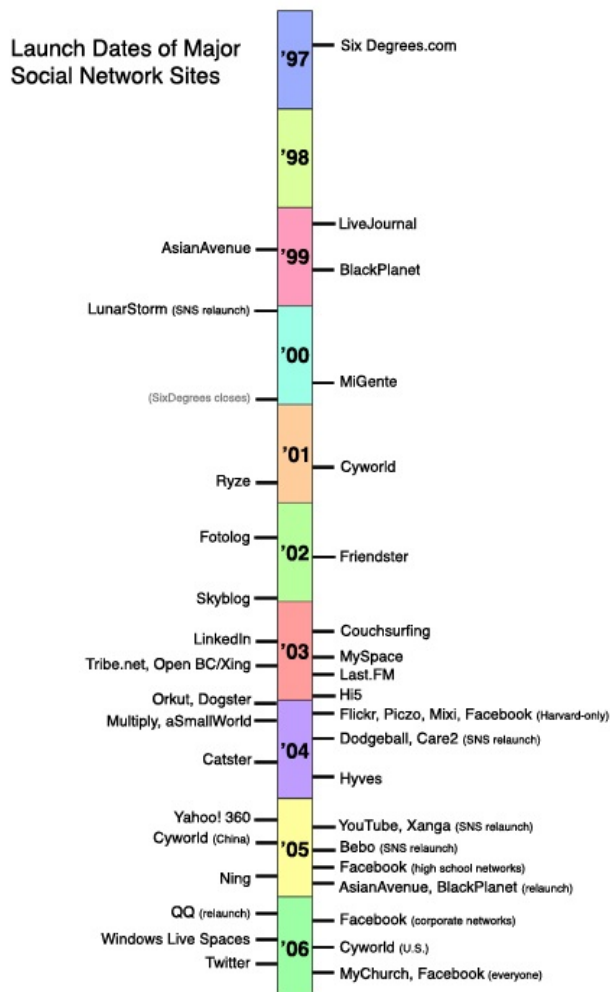 Launch Dates of Major
Social Network Sites
'97
Six Degrees.com
'98
'99
LiveJournal
AsianAvenue
BlackPlanet
LunarStorm (SNS relaunch)
'00
MiGente
(SixDegrees closes)
'01
Cyworld
Ryze
'02
Fotolog
Friendster
Skyblog
'03
Couchsurfing
LinkedIn
MySpace
Tribe.net, Open BC/Xing
Last.FM
Hi5
Orkut, Dogster
Flickr, Piczo, Mixi, Facebook (Harvard-only)
Multiply, aSmallWorld
Dodgeball, Care2 (SNS relaunch)
'04
Catster
Hyves
Yahoo! 360
YouTube, Xanga (SNS relaunch)
Cyworld (China)
Bebo (SNS relaunch)
'05
Facebook (high school networks)
Ning
AsianAvenue, BlackPlanet (relaunch)
QQ (relaunch)
Facebook (corporate networks)
Windows Live Spaces
'06
Cyworld (U.S.)
Twitter
MyChurch, Facebook (everyone)